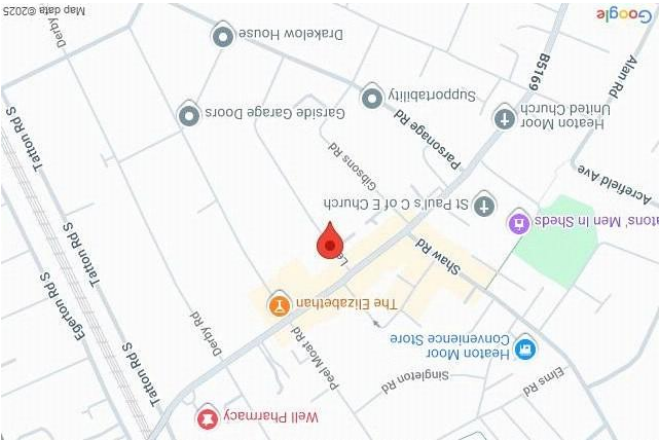 Well Pharmacy
Elms Rd
Singleton Rd
Tatton Rd S
Heaton Moor
Convenience Store
Peel Moat Rd
Derby Rd
Egerton Rd S
The Elizabethan
Shaw Rd
Le
Tatton Rd S
atons' Men In Sheds
St Paul's C of E Church
Acrefield Ave
Gibsons Rd
Heaton Moor
United Church
Parsonage Rd
Garside Garage Doors
Tatton Rd S
Supportability
Alan Rd
B5169
Drakelow House
Derby
Google
Map data ©2025